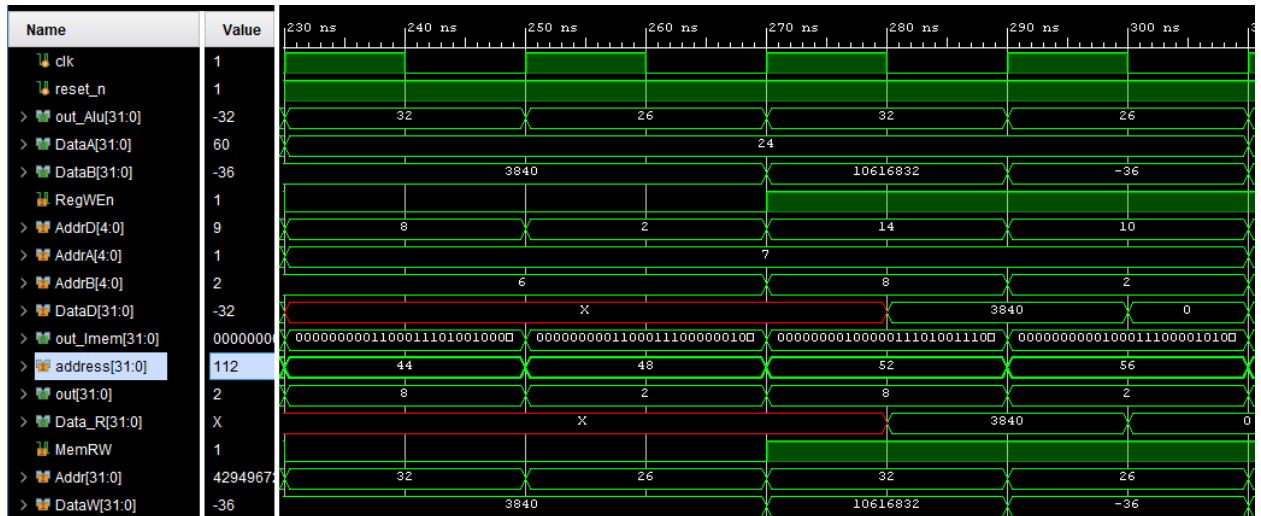 Name Value 230 ns 240 ns 250 ns 260 ns 270 ns 280 ns 290 ns 300 ns
clk 1
reset_n 1
out_Alu[31:0] -32 32 26 32 26
DataA[31:0] 60 24
DataB[31:0] -36 3840 10616832 -36
RegWEn 1
AddrD[4:0] 9 8 2 14 10
AddrA[4:0] 1 7
AddrB[4:0] 2 6 8 2
DataD[31:0] -32 X 3840 0
out_Imem[31:0]
address[31:0] 112 44 48 52 56
out[31:0] 2 8 2 8 2
Data_R[31:0] X X 3840 0
MemRW 1
Addr[31:0] 4294967 32 26 32 26
DataW[31:0] -36 3840 10616832 -36